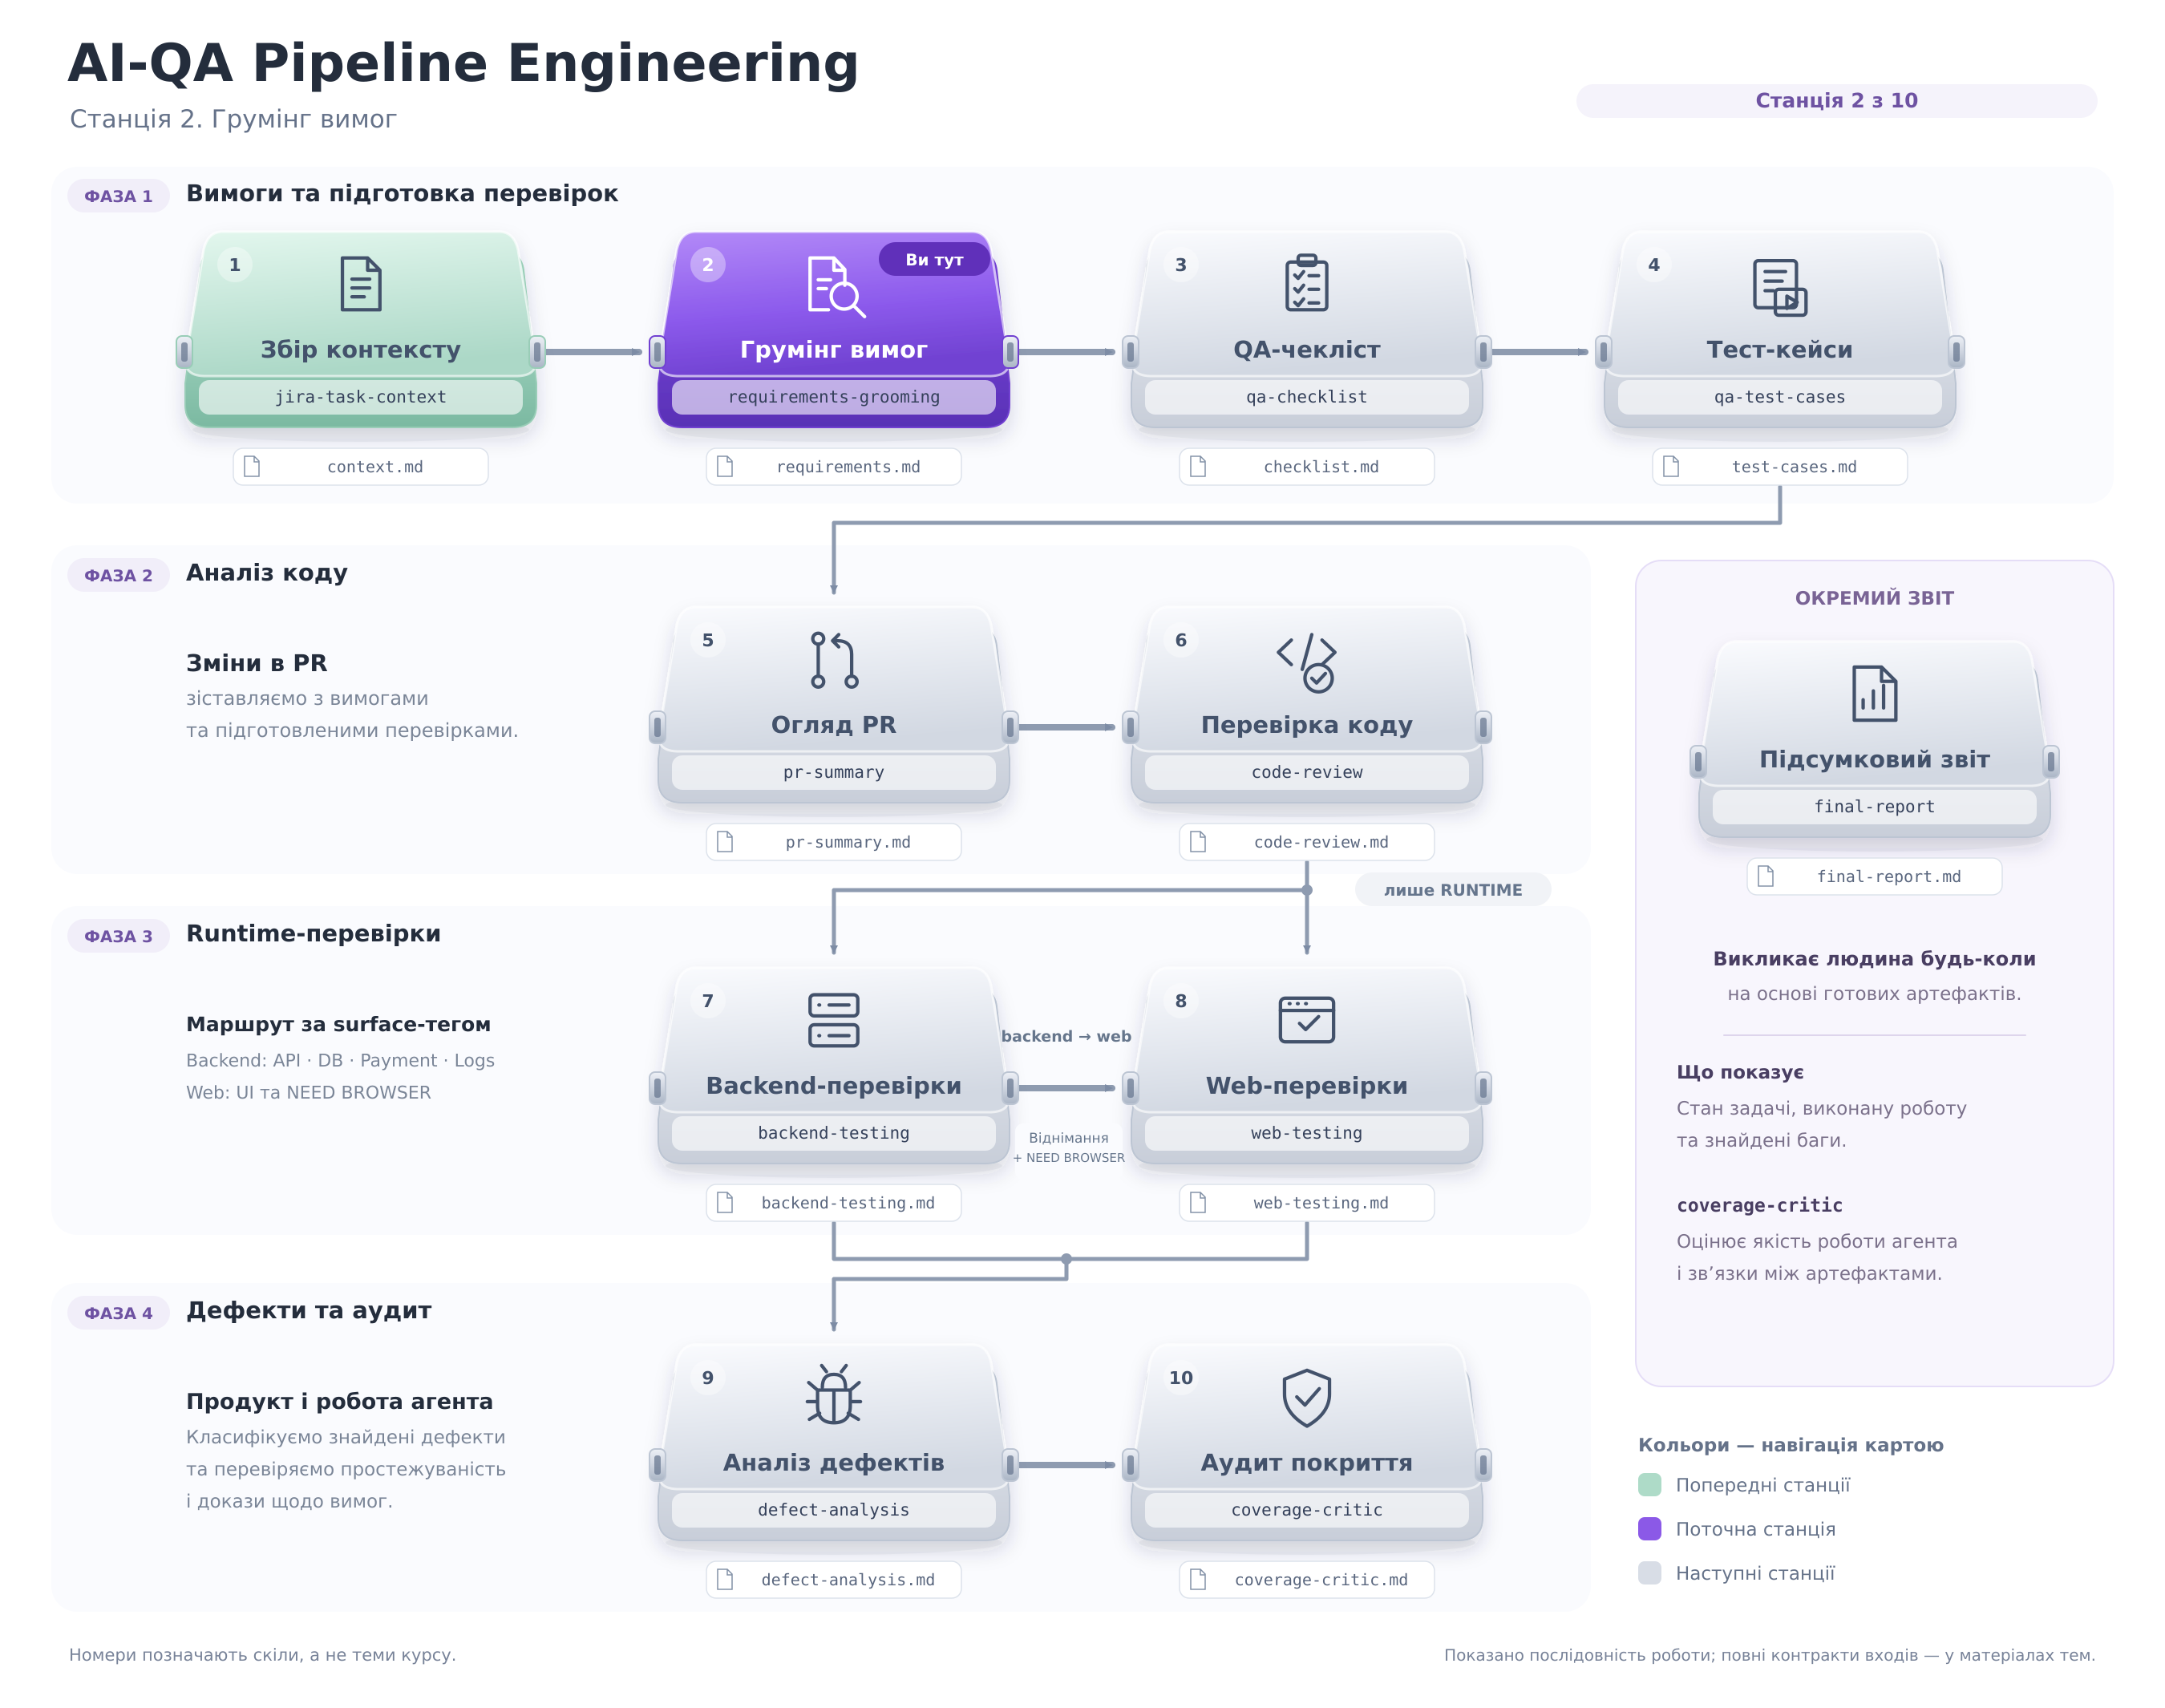 AI-QA Pipeline Engineering
Станція 2. Грумінг вимог
Станція 2 з 10
ФАЗА 1
Вимоги та підготовка перевірок
1
Збір контексту
jira-task-context
context.md
2
Ви тут
Грумінг вимог
requirements-grooming
requirements.md
3
QA-чекліст
qa-checklist
checklist.md
4
Тест-кейси
qa-test-cases
test-cases.md
ФАЗА 2
Аналіз коду
Зміни в PR
зіставляємо з вимогами
та підготовленими перевірками.
5
Огляд PR
pr-summary
pr-summary.md
6
Перевірка коду
code-review
code-review.md
лише RUNTIME
ФАЗА 3
Runtime-перевірки
Маршрут за surface-тегом
Backend: API · DB · Payment · Logs
Web: UI та NEED BROWSER
7
Backend-перевірки
backend-testing
backend-testing.md
backend → web
Віднімання
+ NEED BROWSER
8
Web-перевірки
web-testing
web-testing.md
ФАЗА 4
Дефекти та аудит
Продукт і робота агента
Класифікуємо знайдені дефекти
та перевіряємо простежуваність
і докази щодо вимог.
9
Аналіз дефектів
defect-analysis
defect-analysis.md
10
Аудит покриття
coverage-critic
coverage-critic.md
ОКРЕМИЙ ЗВІТ
Підсумковий звіт
final-report
final-report.md
Викликає людина будь-коли
на основі готових артефактів.
Що показує
Стан задачі, виконану роботу
та знайдені баги.
coverage-critic
Оцінює якість роботи агента
і зв’язки між артефактами.
Кольори — навігація картою
Попередні станції
Поточна станція
Наступні станції
Номери позначають скіли, а не теми курсу.
Показано послідовність роботи; повні контракти входів — у матеріалах тем.